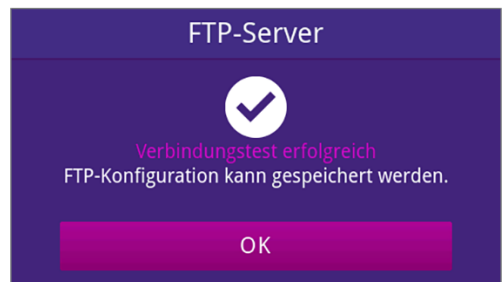 FTP-Server
Verbindungstest erfolgreich
FTP-Konfiguration kann gespeichert werden.
OK